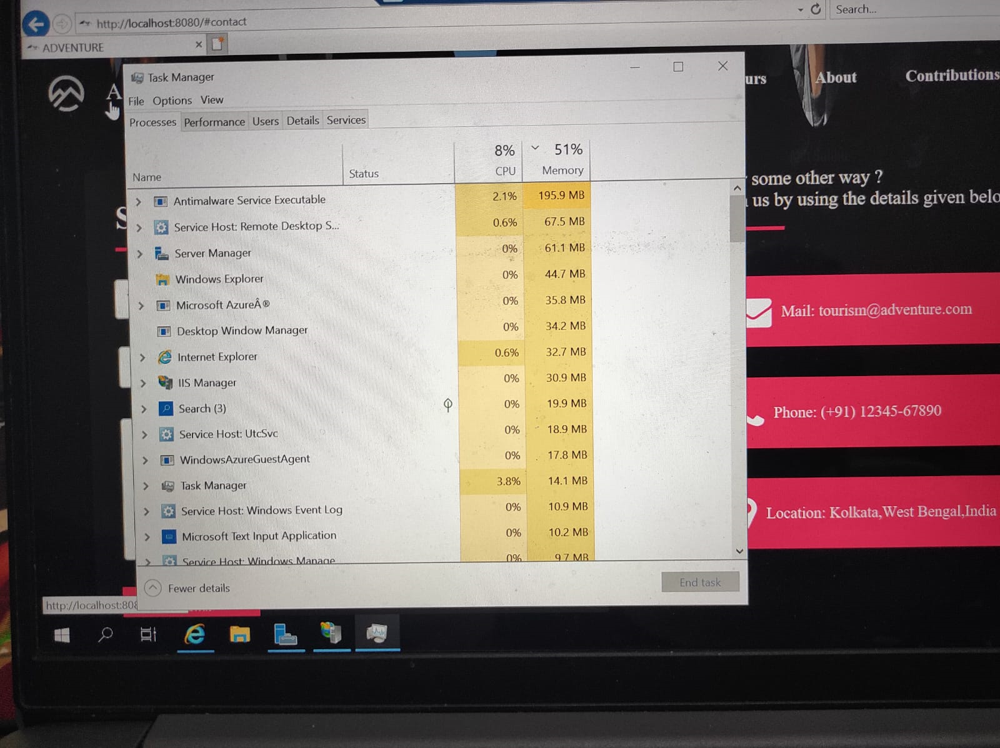 http://localhost:8080/#contact
Search...
ADVENTURE
A
urs
About
Contributions
Task Manager
File Options View
Processes Performance Users Details Services
8% 51%
Name Status CPU Memory
Antimalware Service Executable 2.1% 195.9 MB
Service Host: Remote Desktop S... 0.6% 67.5 MB
Server Manager 0% 61.1 MB
Windows Explorer 0% 44.7 MB
Microsoft AzureÂ® 0% 35.8 MB
Desktop Window Manager 0% 34.2 MB
Internet Explorer 0.6% 32.7 MB
IIS Manager 0% 30.9 MB
Search (3) 0% 19.9 MB
Service Host: UtcSvc 0% 18.9 MB
WindowsAzureGuestAgent 0% 17.8 MB
Task Manager 3.8% 14.1 MB
Service Host: Windows Event Log 0% 10.9 MB
Microsoft Text Input Application 0% 10.2 MB
Service Host: Windows Manage 0% 9.7 MB
Fewer details
End task
S
some other way ?
us by using the details given belo
Mail: tourism@adventure.com
Phone: (+91) 12345-67890
Location: Kolkata,West Bengal,India
http://localhost:808